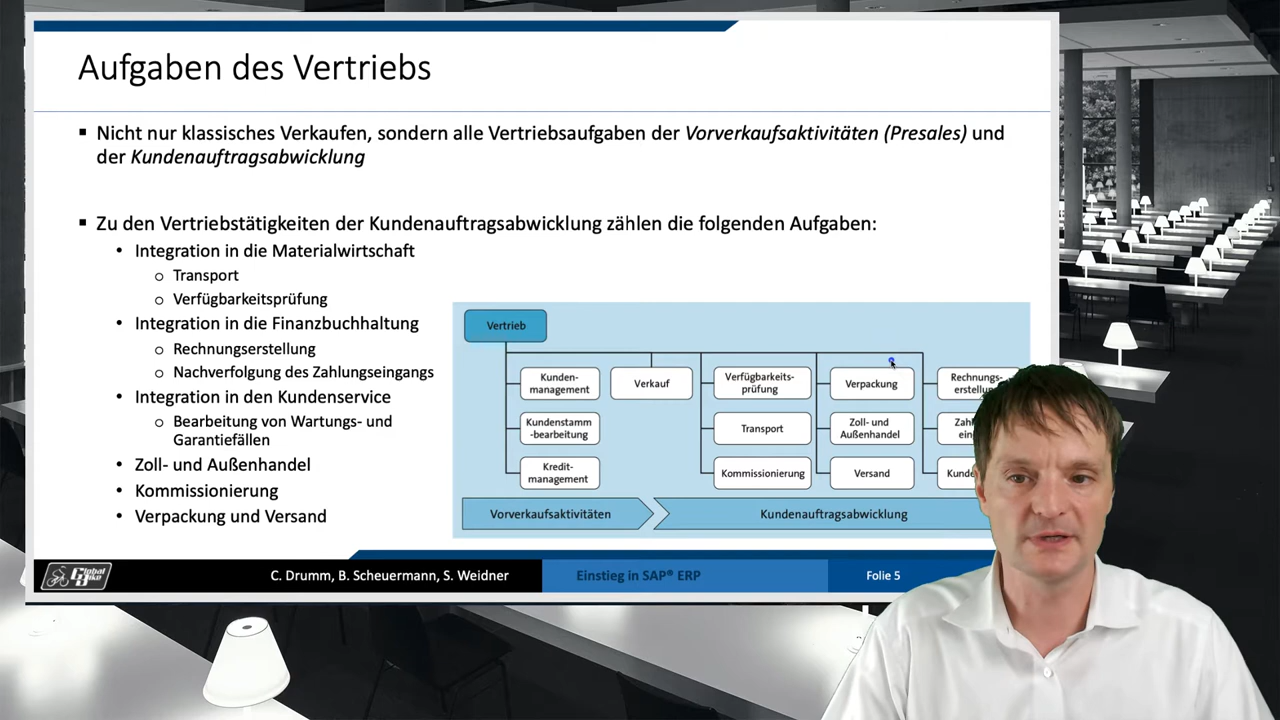 Aufgaben des Vertriebs
▪ Nicht nur klassisches Verkaufen, sondern alle Vertriebsaufgaben der Vorverkaufsaktivitäten (Presales) und
der Kundenauftragsabwicklung
▪ Zu den Vertriebstätigkeiten der Kundenauftragsabwicklung zählen die folgenden Aufgaben:
• Integration in die Materialwirtschaft
o Transport
o Verfügbarkeitsprüfung
• Integration in die Finanzbuchhaltung
o Rechnungserstellung
o Nachverfolgung des Zahlungseingangs
• Integration in den Kundenservice
o Bearbeitung von Wartungs- und
Garantiefällen
• Zoll- und Außenhandel
• Kommissionierung
• Verpackung und Versand
Vertrieb
Kunden-
management
Kundenstamm
-bearbeitung
Kredit-
management
Verkauf
Verfügbarkeits-
prüfung
Transport
Kommissionierung
Verpackung
Zoll- und
Außenhandel
Versand
Rechnungs-
Vorverkaufsaktivitäten
Kundenauftragsabwicklung
Global
Bike
C. Drumm, B. Scheuermann, S. Weidner
Einstieg in SAP® ERP
Folie 5